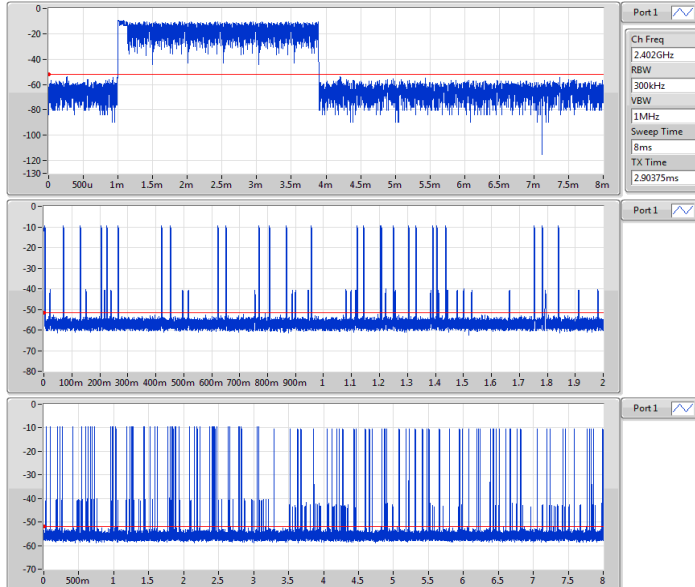 Port 1
0
-20
-40
-60
-80
-100
-120
-130
0 500u 1m 1.5m 2m 2.5m 3m 3.5m 4m 4.5m 5m 5.5m 6m 6.5m 7m 7.5m 8m
Ch Freq
2.402GHz
RBW
300kHz
VBW
1MHz
Sweep Time
8ms
TX Time
2.90375ms
Port 1
0
-10
-20
-30
-40
-50
-60
-70
-80
0 100m 200m 300m 400m 500m 600m 700m 800m 900m 1 1.1 1.2 1.3 1.4 1.5 1.6 1.7 1.8 1.9 2
Port 1
0
-10
-20
-30
-40
-50
-60
-70
0 500m 1 1.5 2 2.5 3 3.5 4 4.5 5 5.5 6 6.5 7 7.5 8